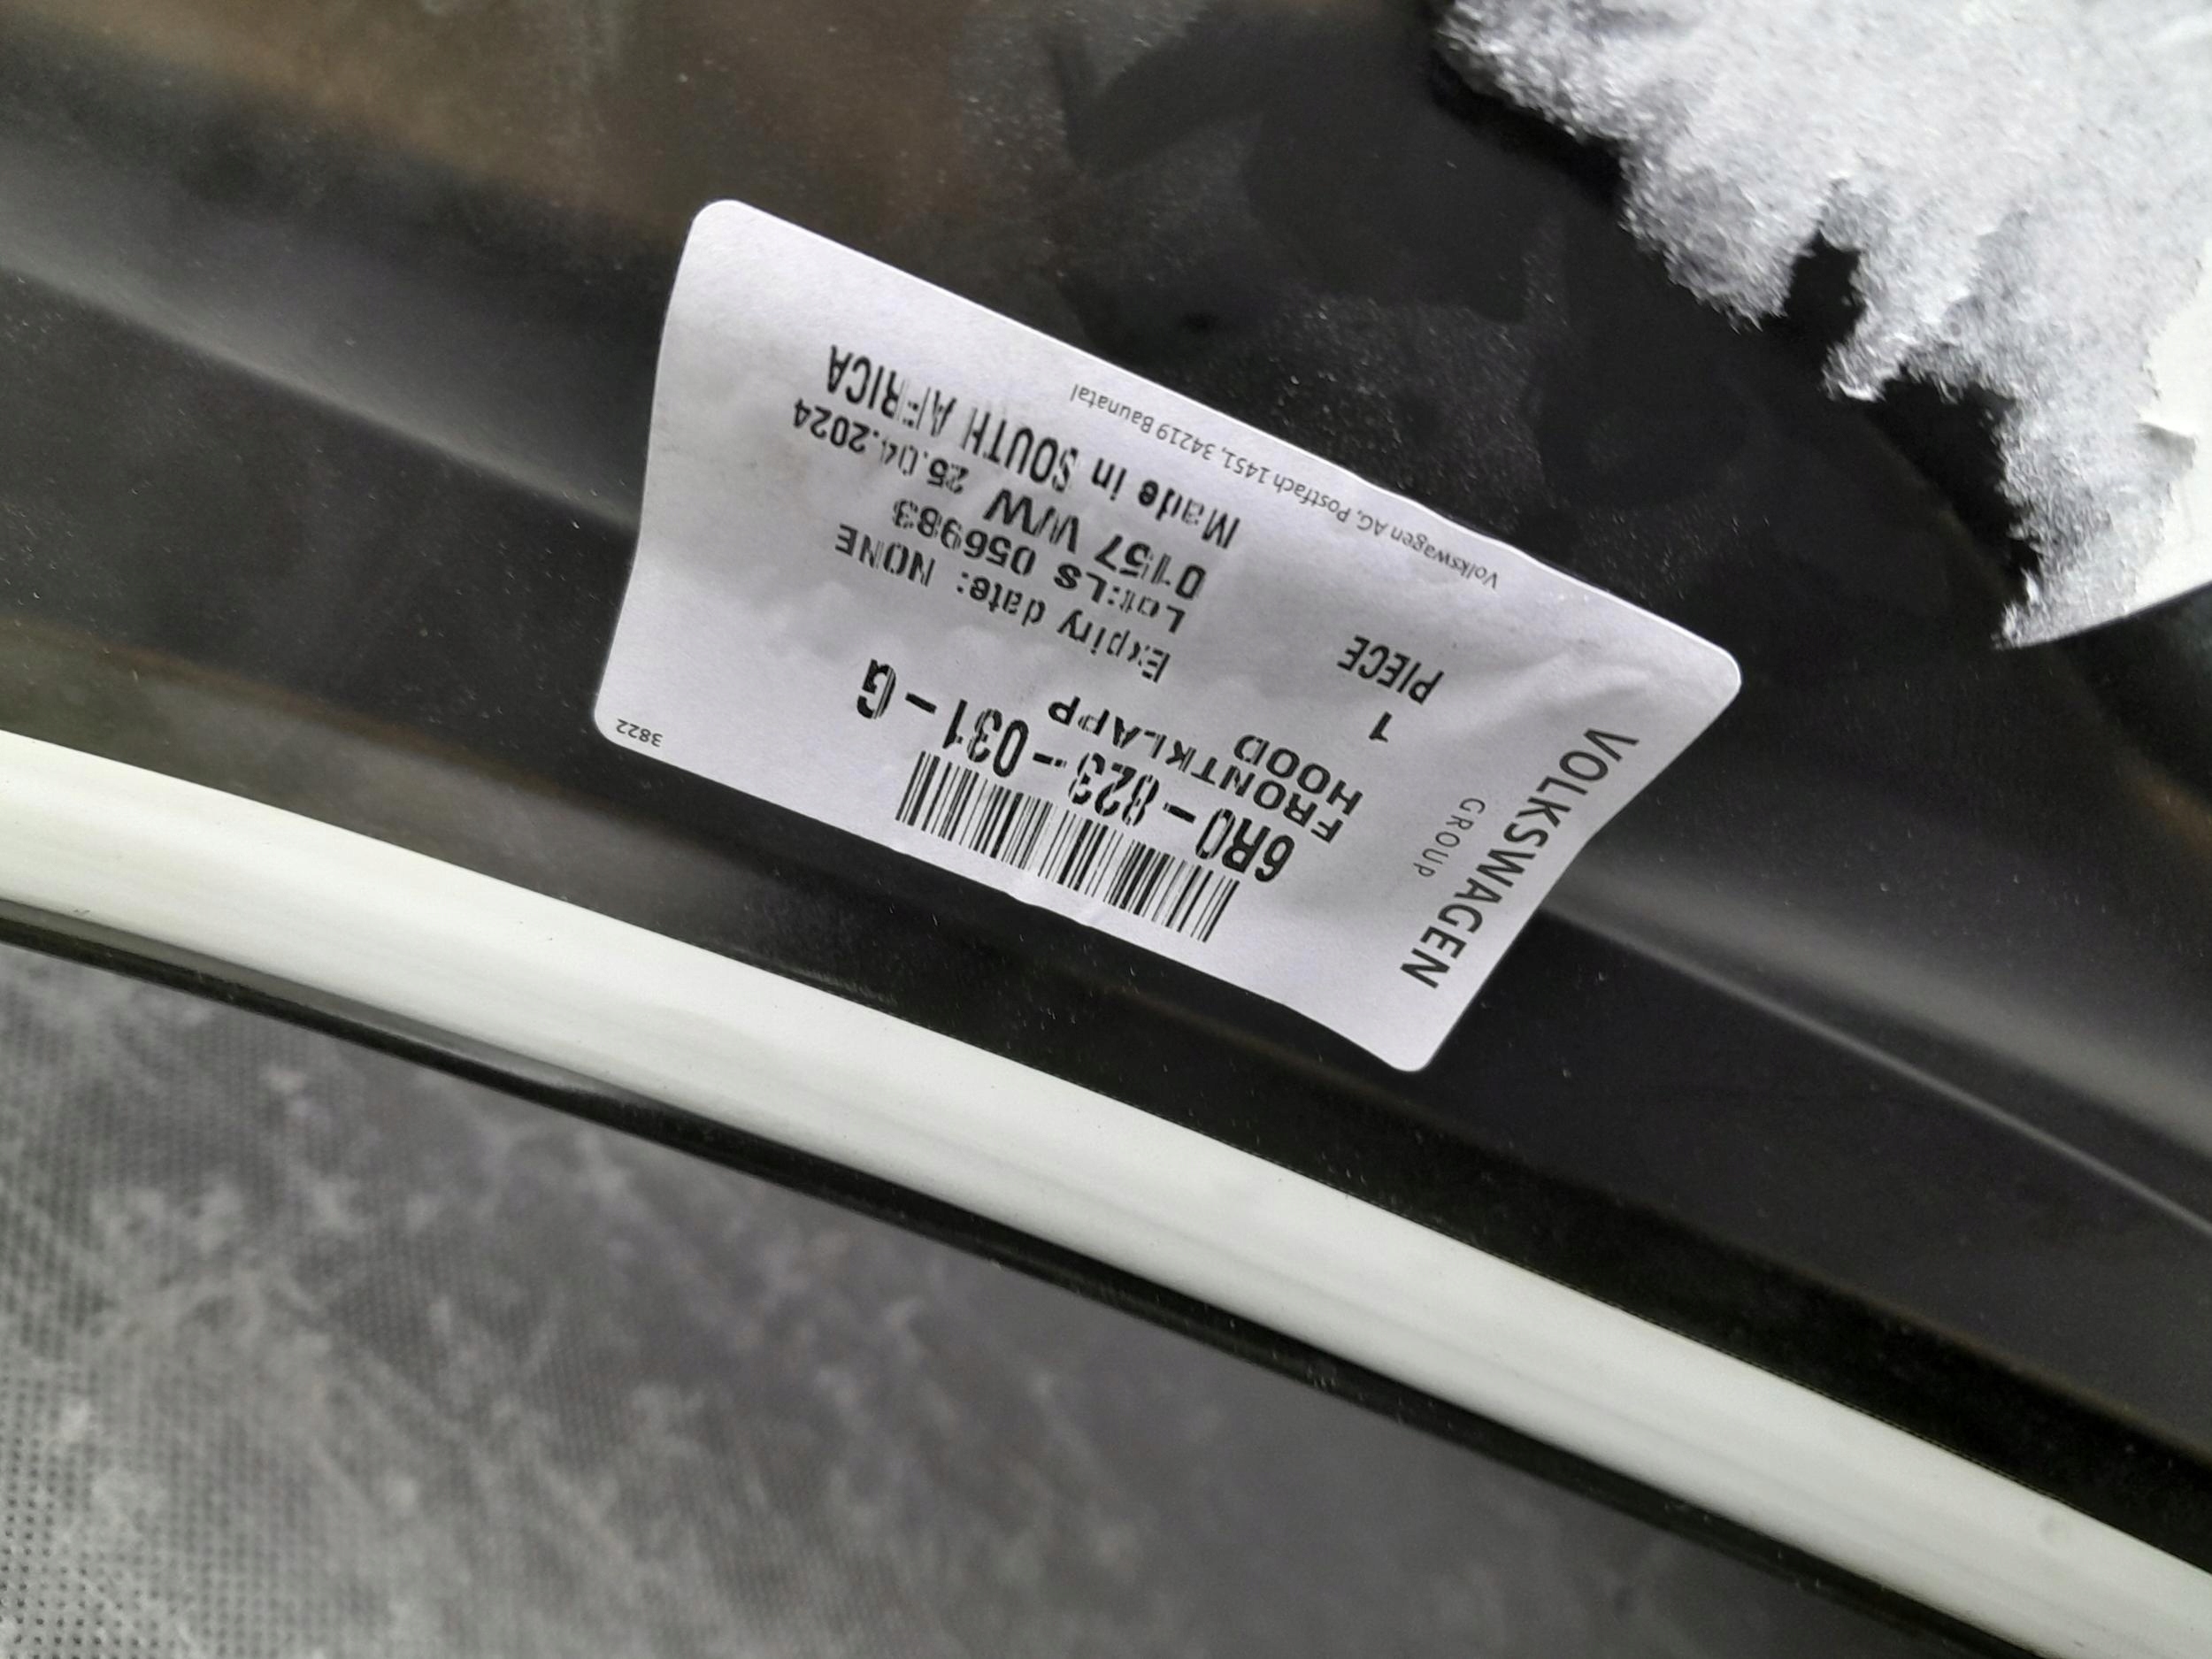 VOLKSWAGEN
GROUP
6R0-823-031-G
FRONTKLAPP
HOOD
1
PIECE
Expiry date: NONE
Lot:LS 056983
0157 VWW 25.04.2024
Made in SOUTH AFRICA
Volkswagen AG, Postfach 1451, 34219 Baunatal
3822